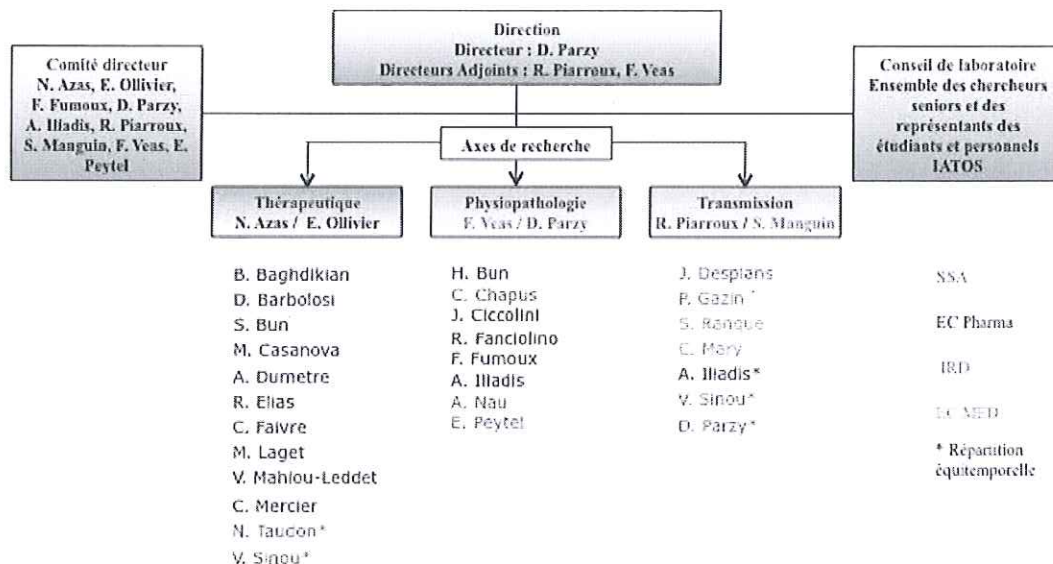 Direction
Directeur : D. Parzy
Directeurs Adjoints : R. Piarroux, F. Veas
Comité directeur
N. Azas, E. Ollivier,
F. Fumoux, D. Parzy,
A. Iliadis, R. Piarroux,
S. Manguin, F. Veas, E.
Peytel
Conseil de laboratoire
Ensemble des chercheurs
seniors et des
représentants des
étudiants et personnels
IATOS
Axes de recherche
Thérapeutique
N. Azas / E. Ollivier
Physiopathologie
F. Veas / D. Parzy
Transmission
R. Piarroux / S. Manguin
B. Baghdikian
D. Barbolosi
S. Bun
M. Casanova
A. Dumetre
R. Elias
C. Faivre
M. Laget
V. Mahiou-Leddet
C. Mercier
N. Taudon*
V. Sinou*
H. Bun
C. Chapus
J. Ciccolini
R. Fanciolino
F. Fumoux
A. Illadis
A. Nau
E. Peytel
J. Desplans
P. Gazin *
S. Ranque
C. Mary
A. Illadis*
V. Sinou*
D. Parzy*
SSA
EC Pharma
IRD
EC MED
* Répartition
équitemporelle